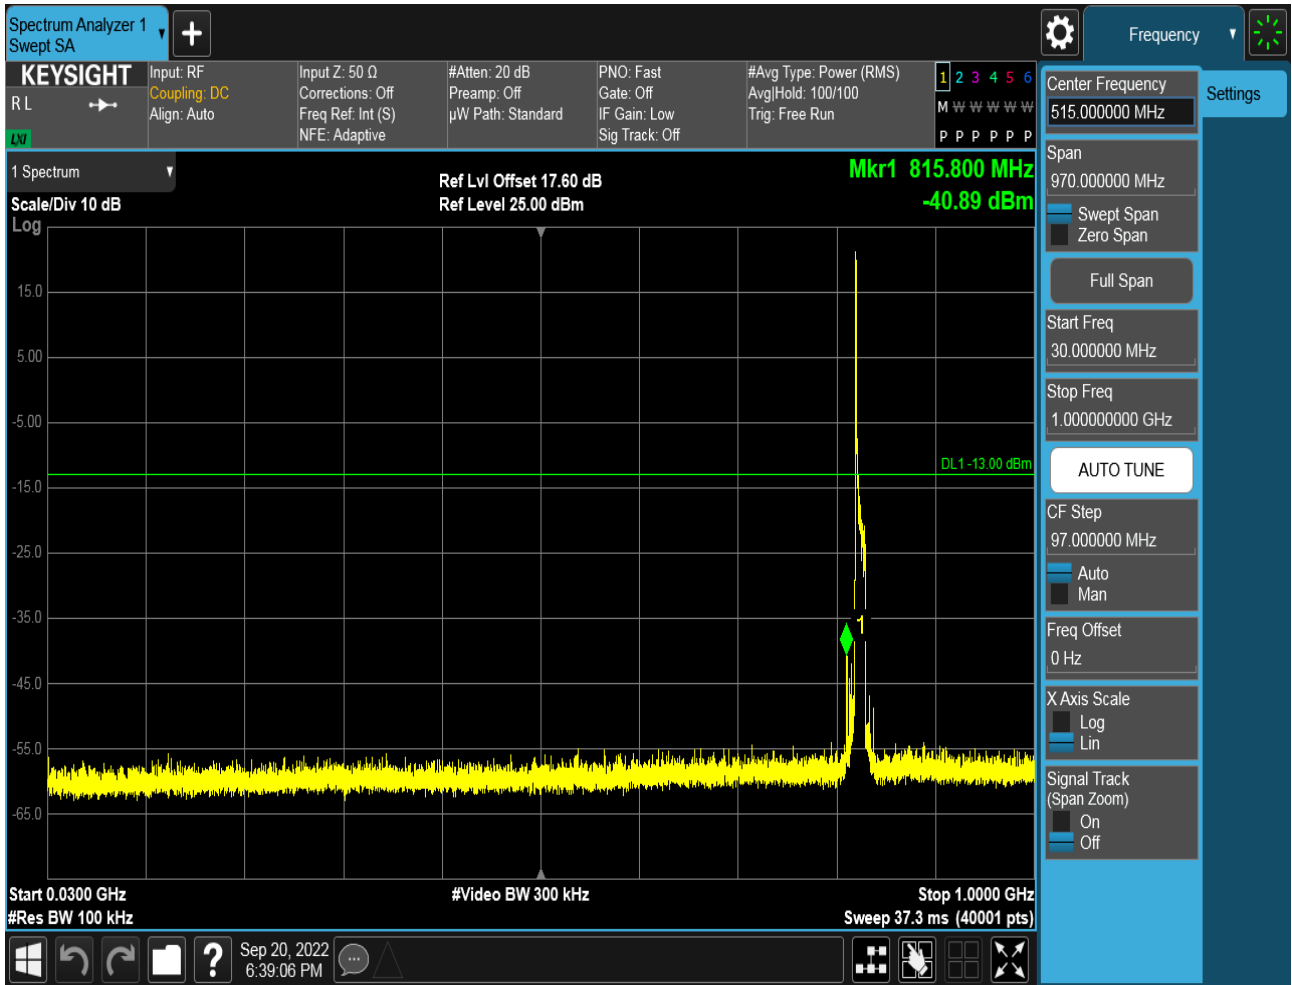 Spectrum Analyzer 1
Swept SA
+
Frequency
KEYSIGHT
R L
LXI
Input: RF
Coupling: DC
Align: Auto
Input Z: 50 Ω
Corrections: Off
Freq Ref: Int (S)
NFE: Adaptive
#Atten: 20 dB
Preamp: Off
µW Path: Standard
PNO: Fast
Gate: Off
IF Gain: Low
Sig Track: Off
#Avg Type: Power (RMS)
Avg|Hold: 100/100
Trig: Free Run
1 2 3 4 5 6
M W W W W W
P P P P P P
1 Spectrum
Scale/Div 10 dB
Log
Ref Lvl Offset 17.60 dB
Ref Level 25.00 dBm
Mkr1 815.800 MHz
-40.89 dBm
15.0
5.00
-5.00
DL1 -13.00 dBm
-15.0
-25.0
-35.0
1
-45.0
-55.0
-65.0
Start 0.0300 GHz
#Video BW 300 kHz
Stop 1.0000 GHz
#Res BW 100 kHz
Sweep 37.3 ms (40001 pts)
Center Frequency
515.000000 MHz
Settings
Span
970.000000 MHz
Swept Span
Zero Span
Full Span
Start Freq
30.000000 MHz
Stop Freq
1.000000000 GHz
AUTO TUNE
CF Step
97.000000 MHz
Auto
Man
Freq Offset
0 Hz
X Axis Scale
Log
Lin
Signal Track
(Span Zoom)
On
Off
?
Sep 20, 2022
6:39:06 PM